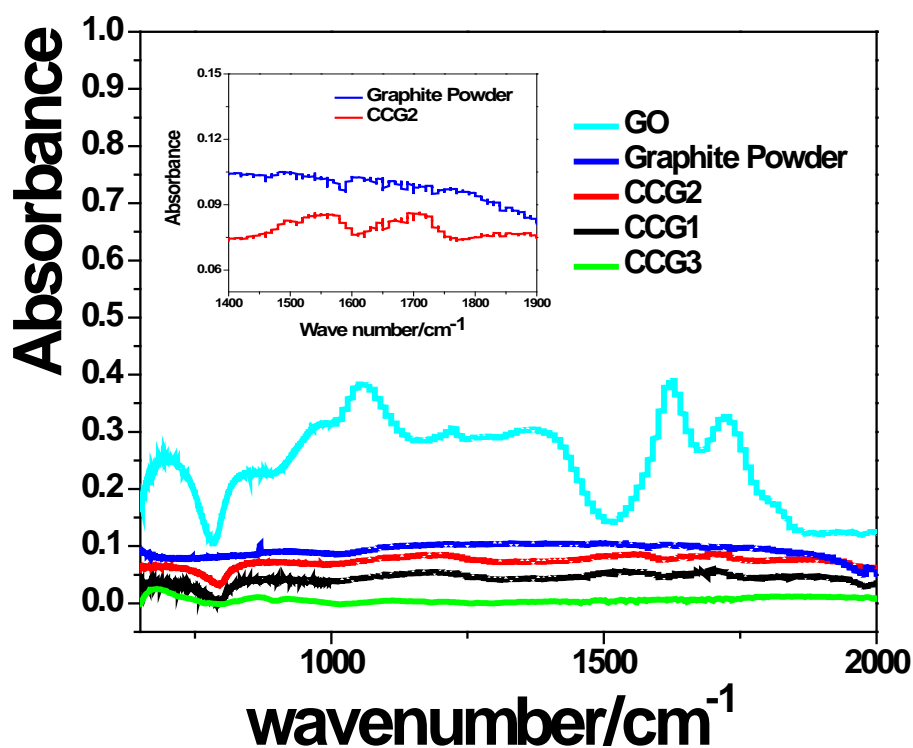 Absorbance
1.0
0.9
0.8
0.7
0.6
0.5
0.4
0.3
0.2
0.1
0.0
1000
1500
2000
wavenumber/cm-1
GO
Graphite Powder
CCG2
CCG1
CCG3
Absorbance
0.15
0.12
0.09
0.06
Graphite Powder
CCG2
1400
1500
1600
1700
1800
1900
Wave number/cm-1